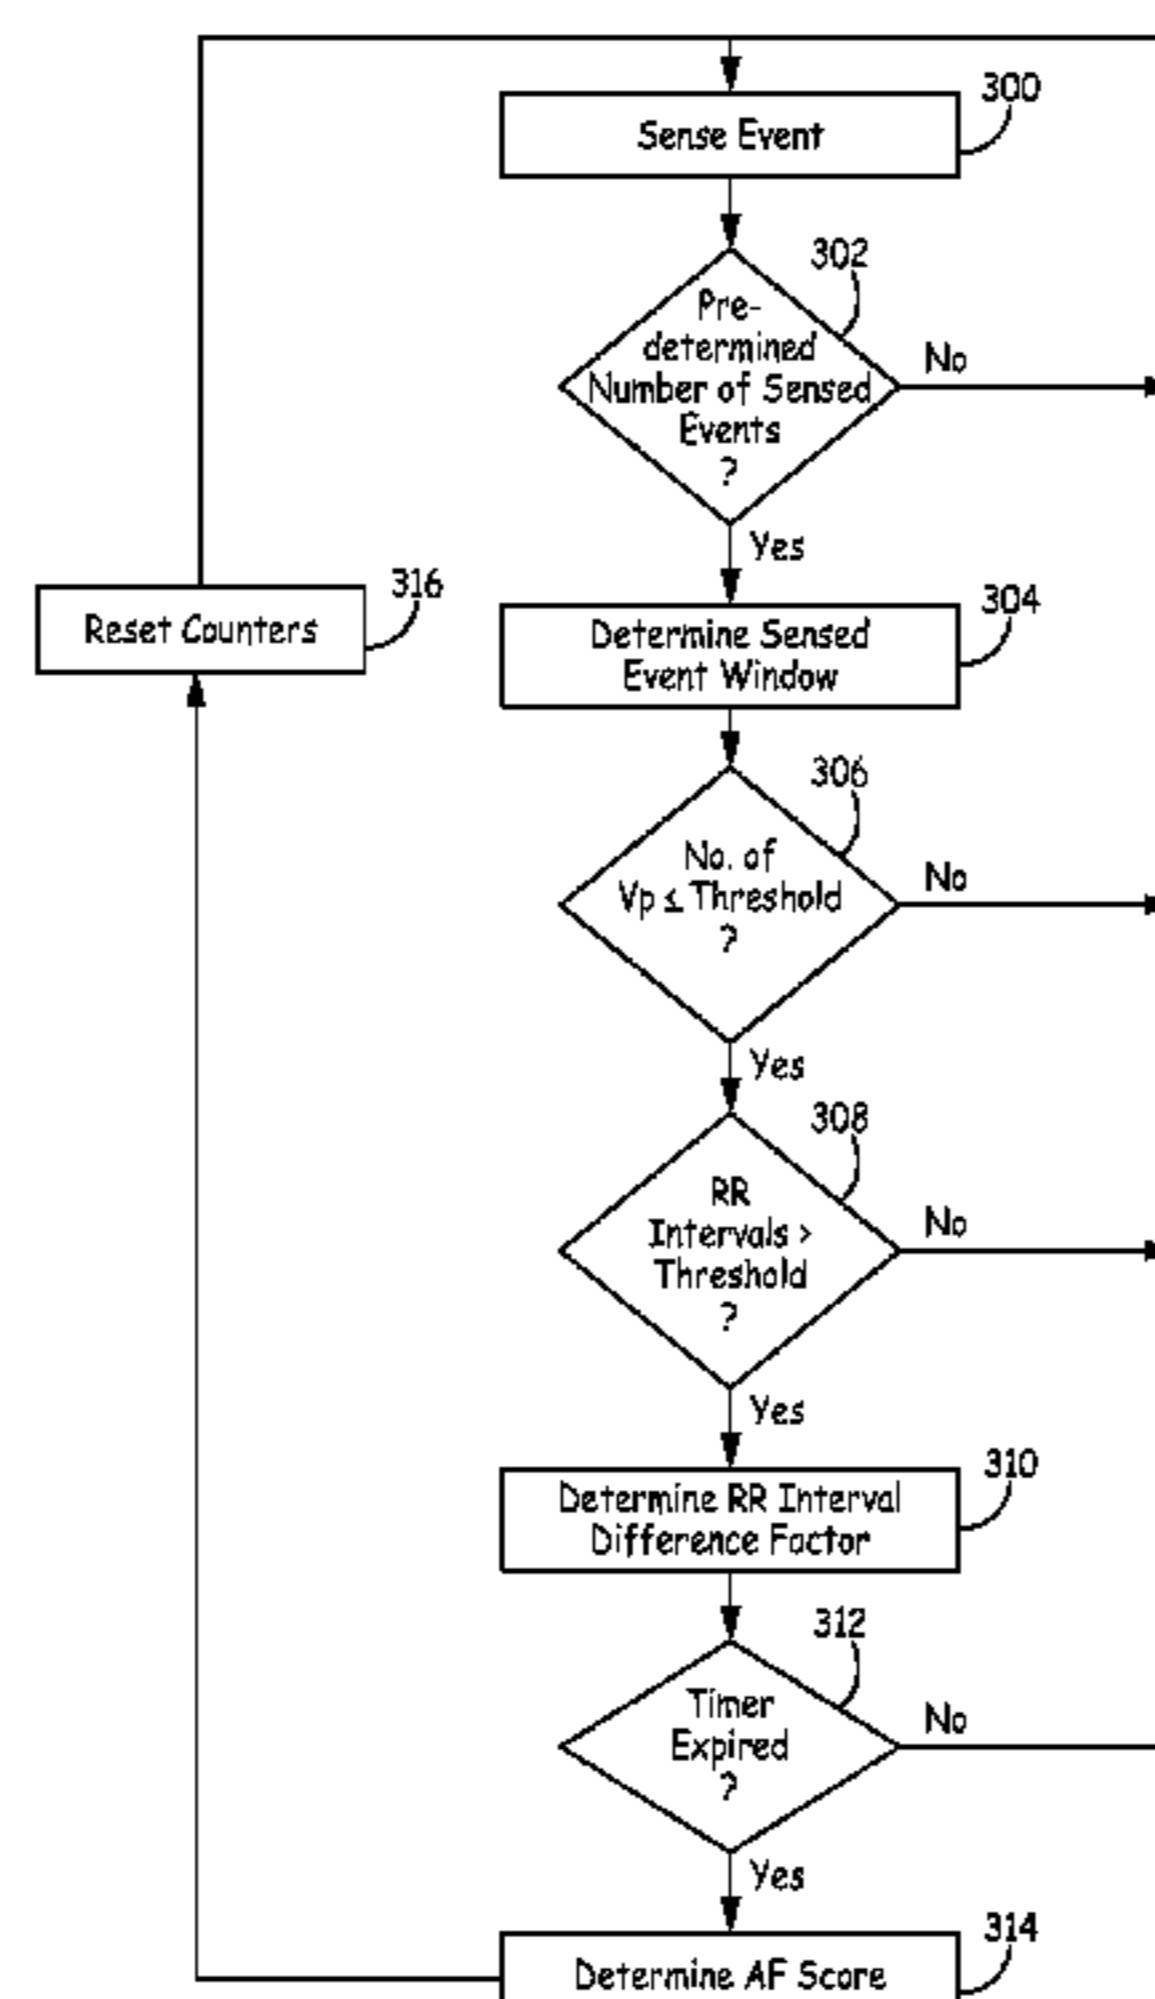 300
Sense Event
302
Pre-
determined
Number of Sensed
Events
?
No
Yes
316
Reset Counters
304
Determine Sensed
Event Window
306
No. of
Vp ≤ Threshold
?
No
Yes
308
RR
Intervals >
Threshold
?
No
Yes
310
Determine RR Interval
Difference Factor
312
Timer
Expired
?
No
Yes
314
Determine AF Score